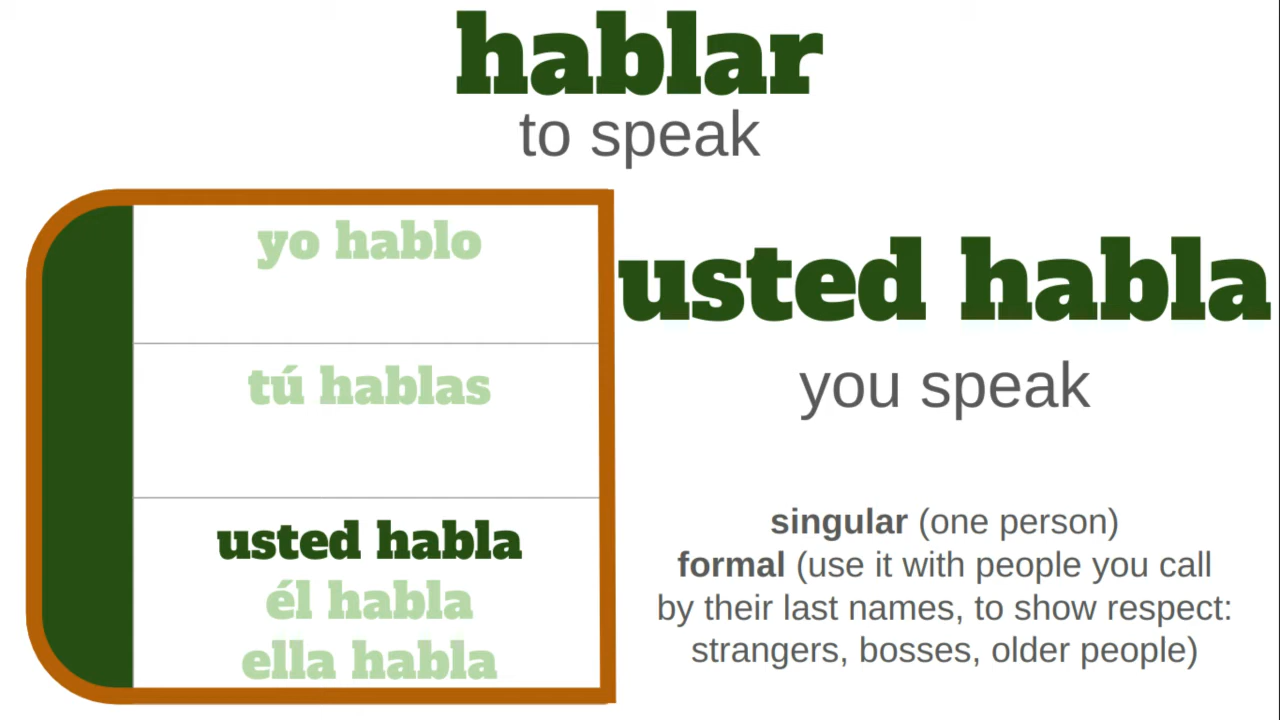 hablar
to speak
yo hablo
tú hablas
usted habla
él habla
ella habla
usted habla
you speak
singular (one person)
formal (use it with people you call
by their last names, to show respect:
strangers, bosses, older people)